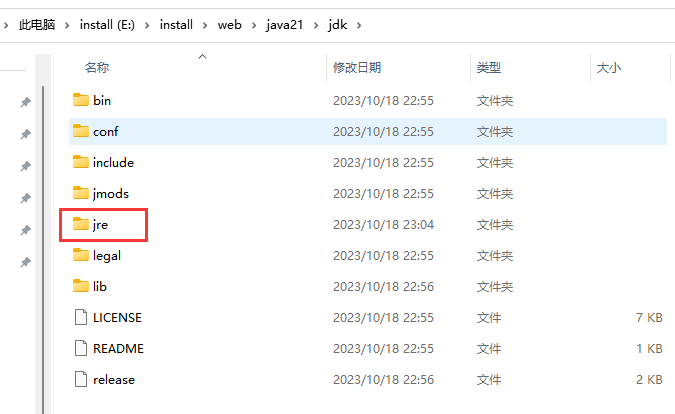 此电脑 > install (E:) > install > web > java21 > jdk >
名称 修改日期 类型 大小
bin 2023/10/18 22:55 文件夹
conf 2023/10/18 22:55 文件夹
include 2023/10/18 22:55 文件夹
jmods 2023/10/18 22:55 文件夹
jre 2023/10/18 23:04 文件夹
legal 2023/10/18 22:55 文件夹
lib 2023/10/18 22:56 文件夹
LICENSE 2023/10/18 22:55 文件 7 KB
README 2023/10/18 22:55 文件 1 KB
release 2023/10/18 22:56 文件 2 KB